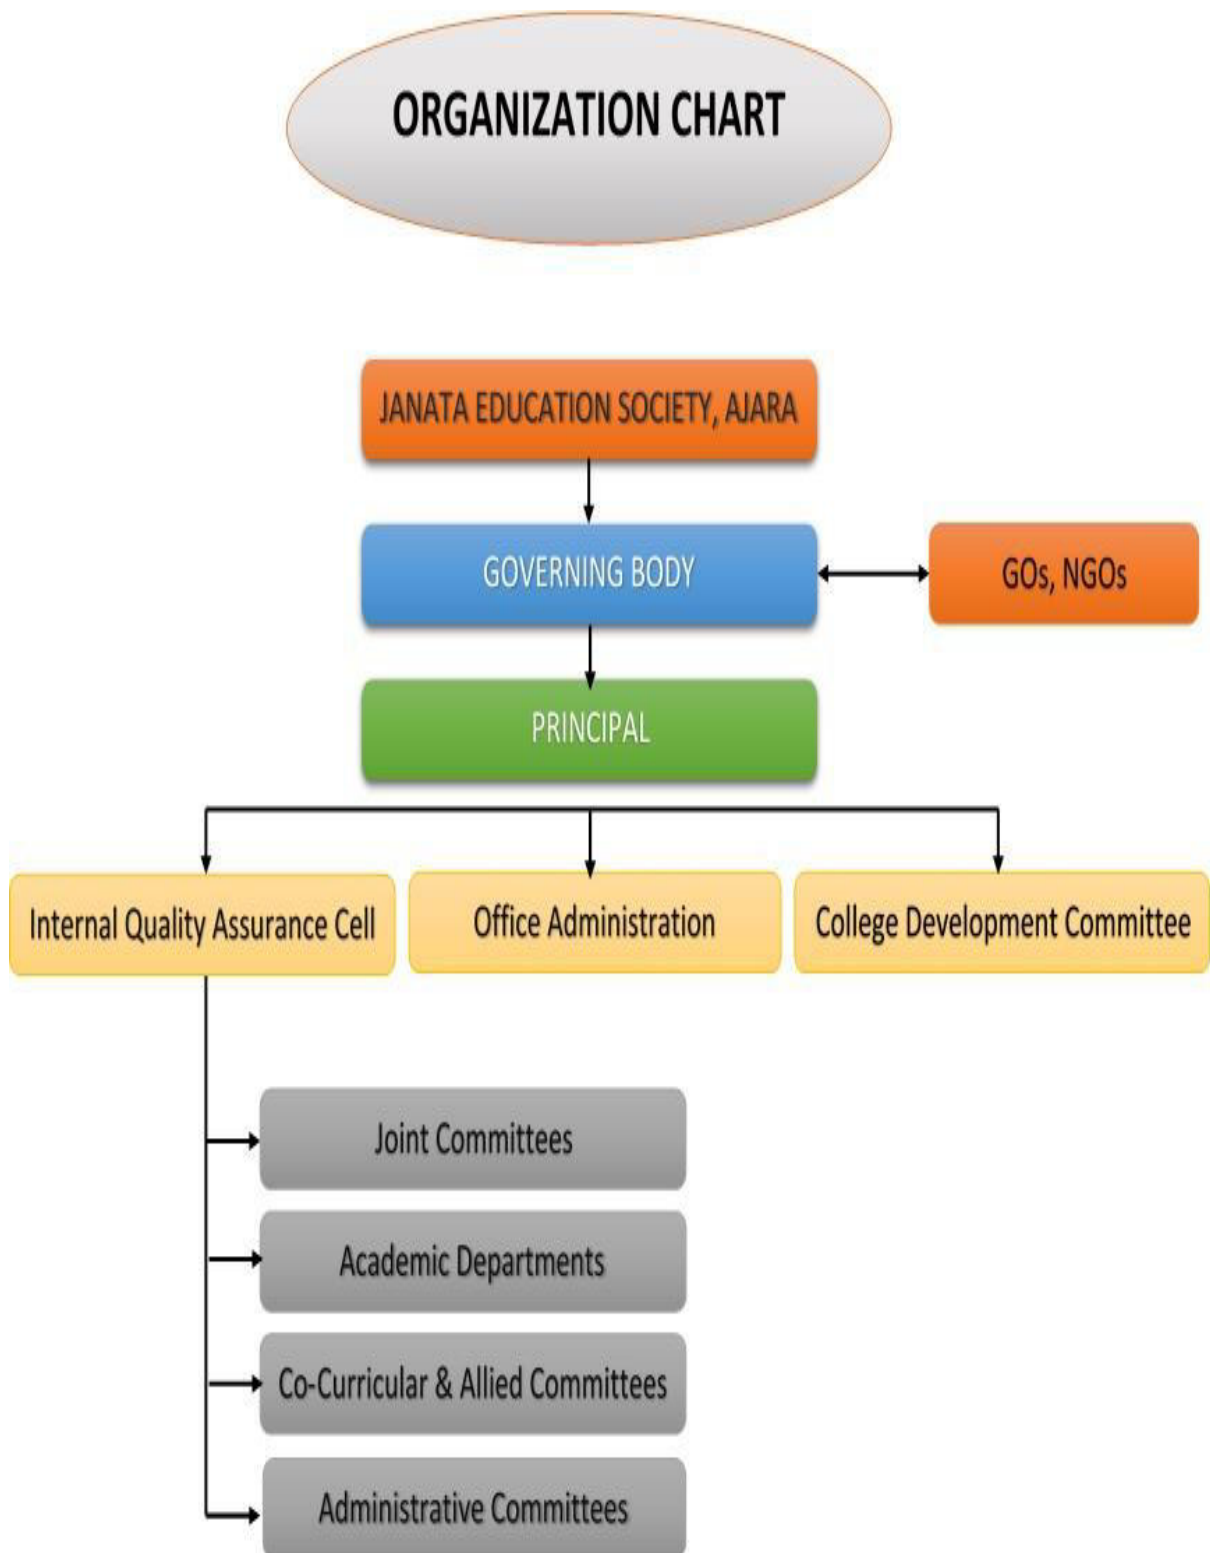 ORGANIZATION CHART
JANATA EDUCATION SOCIETY, AJARA
GOVERNING BODY
GOs, NGOs
PRINCIPAL
Internal Quality Assurance Cell
Office Administration
College Development Committee
Joint Committees
Academic Departments
Co-Curricular & Allied Committees
Administrative Committees